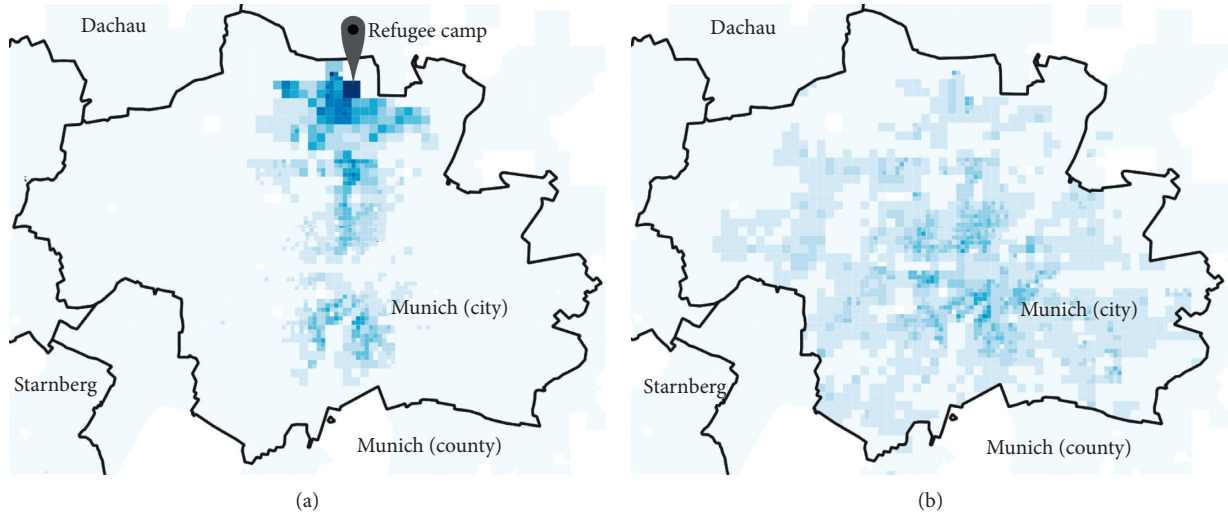 Dachau
Refugee camp
Munich (city)
Starnberg
Munich (county)
(a)
Dachau
Munich (city)
Starnberg
Munich (county)
(b)